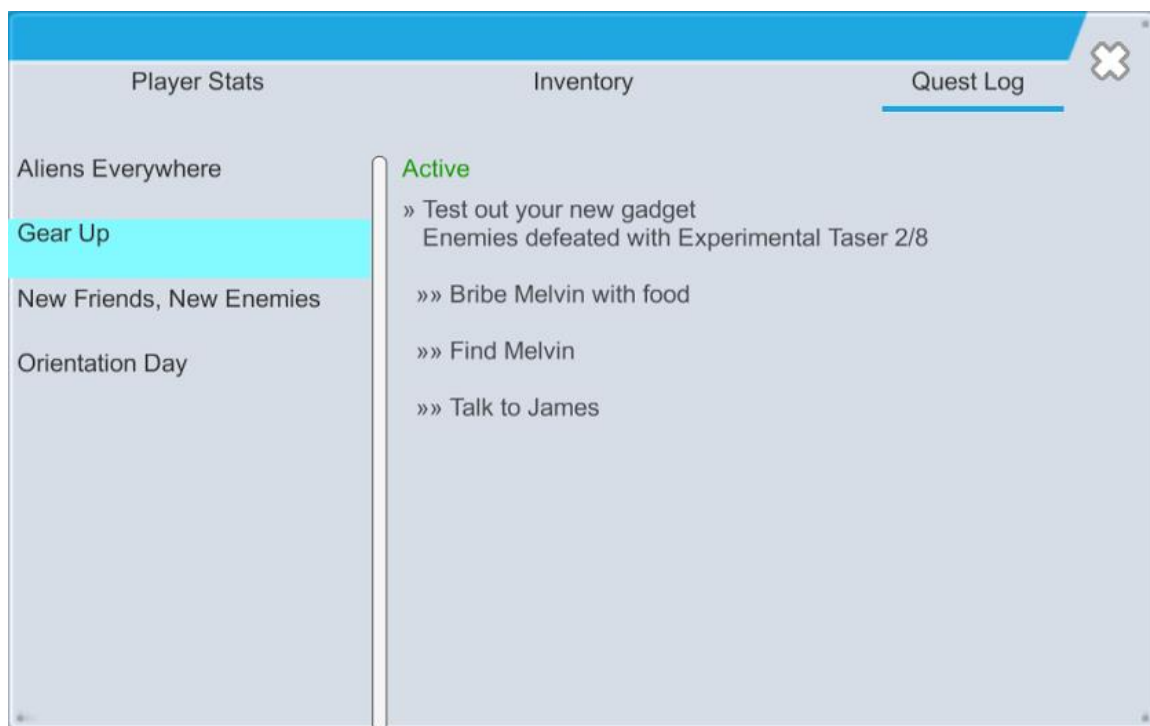 Player Stats
Inventory
Quest Log
Aliens Everywhere
Gear Up
New Friends, New Enemies
Orientation Day
Active
» Test out your new gadget
Enemies defeated with Experimental Taser 2/8
»» Bribe Melvin with food
»» Find Melvin
»» Talk to James